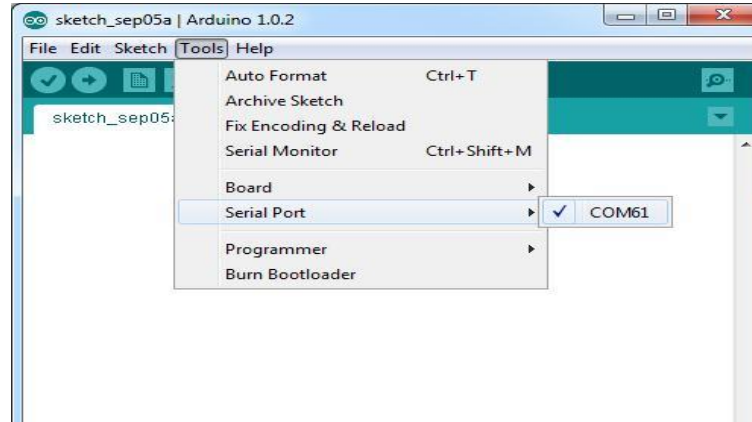 sketch_sep05a | Arduino 1.0.2
File Edit Sketch Tools Help
sketch_sep05a
Auto Format Ctrl+T
Archive Sketch
Fix Encoding & Reload
Serial Monitor Ctrl+Shift+M
Board
Serial Port
COM61
Programmer
Burn Bootloader